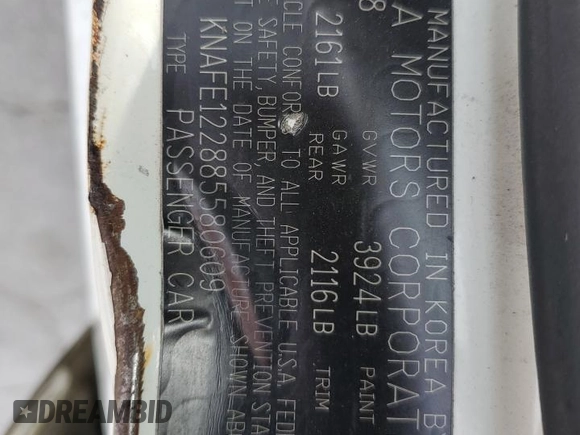 MANUFACTURED IN KOREA B
A MOTORS CORPORAT
8 GVWR 3924LB PAINT
2161LB GAWR REAR 2116LB TRIM
CLE CONFOR TO ALL APPLICABLE U.S.A. FED
E SAFETY, BUMPER, AND THEFT PREVENTION STA
T ON THE DATE OF MANUFACTURE SHOWN AB
KNAFE122885580609
TYPE PASSENGER CAR
DREAMBID